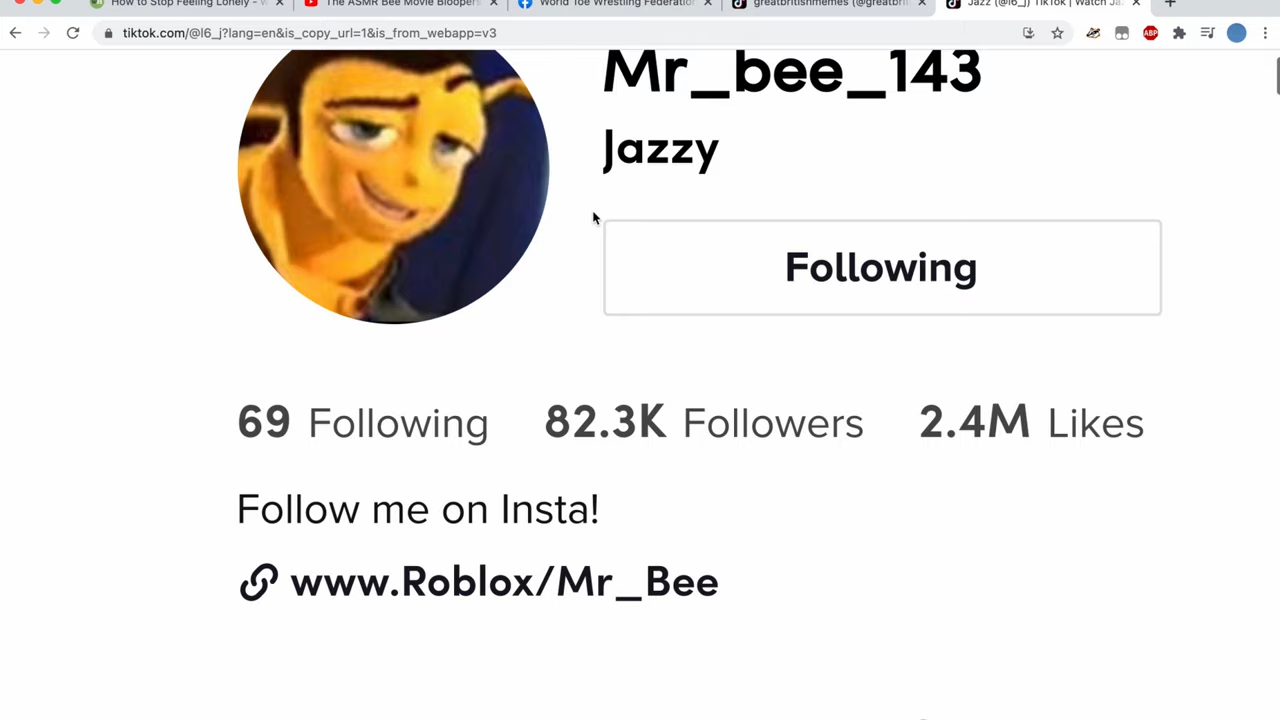 How to Stop Feeling Lonely – w
The ASMR Bee Movie Bloopers
World Toe Wrestling Federation
greatbritishmemes (@greatbri
Jazz (@l6_j) TikTok | Watch Ja
tiktok.com/@l6_j?lang=en&is_copy_url=1&is_from_webapp=v3
ABP
Mr_bee_143
Jazzy
Following
69 Following 82.3K Followers 2.4M Likes
Follow me on Insta!
www.Roblox/Mr_Bee